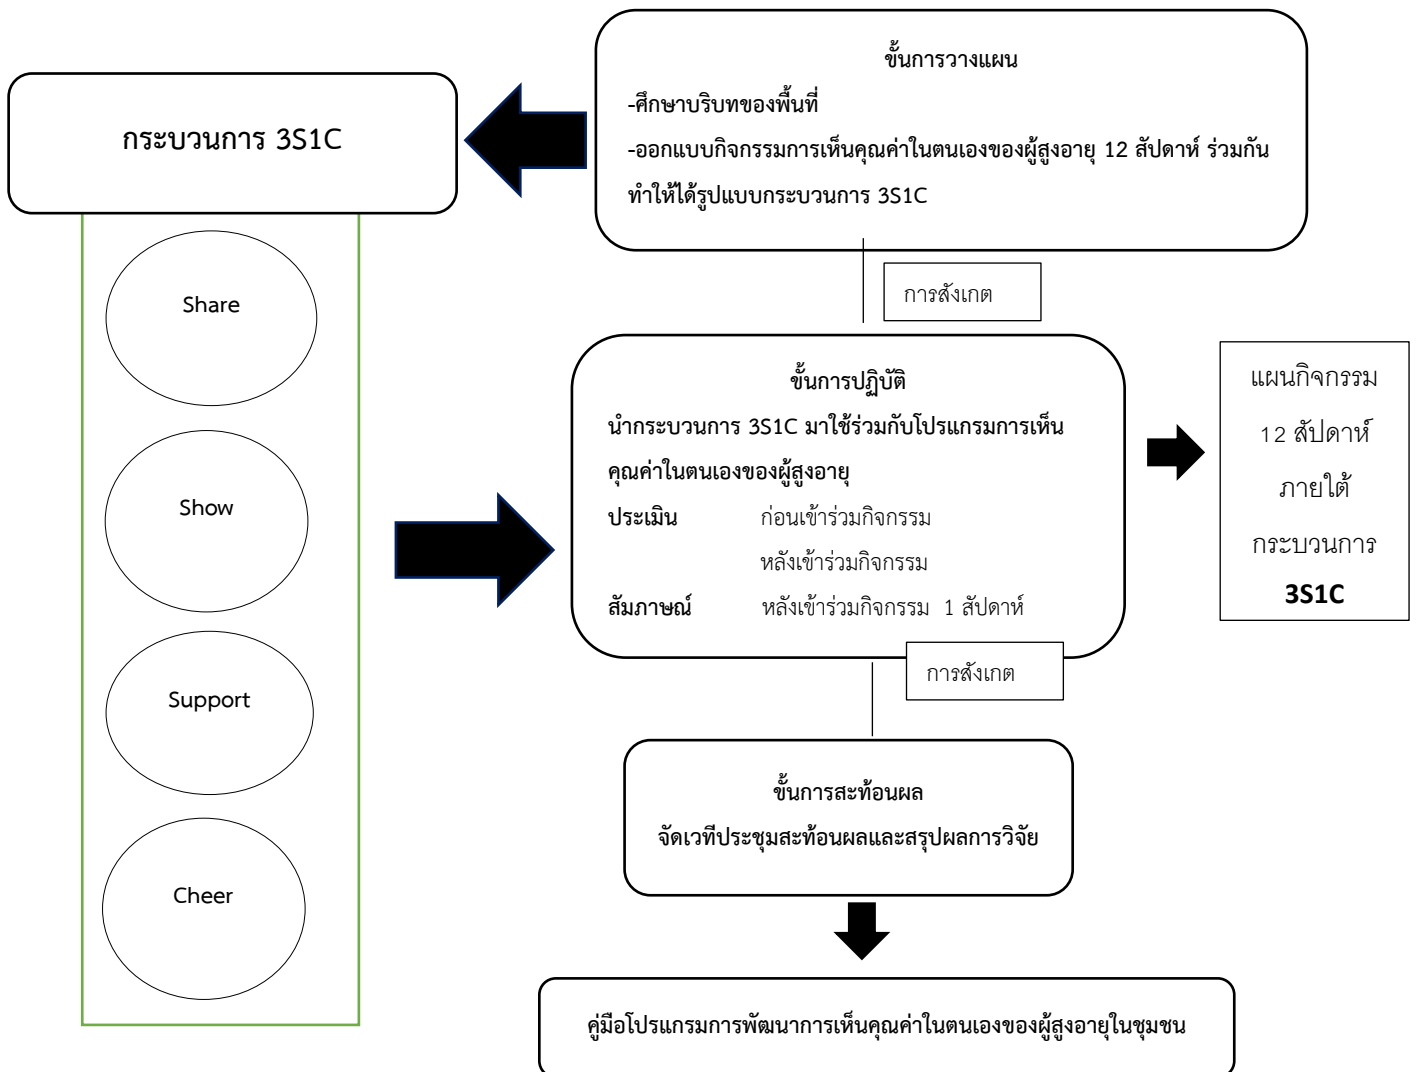 กระบวนการ 3S1C
Share
Show
Support
Cheer
ขั้นการวางแผน
-ศึกษาบริบทของพื้นที่
-ออกแบบกิจกรรมการเห็นคุณค่าในตนเองของผู้สูงอายุ 12 สัปดาห์ ร่วมกัน
ทำให้ได้รูปแบบกระบวนการ 3S1C
การสังเกต
ขั้นการปฏิบัติ
นำกระบวนการ 3S1C มาใช้ร่วมกับโปรแกรมการเห็น
คุณค่าในตนเองของผู้สูงอายุ
ประเมิน ก่อนเข้าร่วมกิจกรรม
หลังเข้าร่วมกิจกรรม
สัมภาษณ์ หลังเข้าร่วมกิจกรรม 1 สัปดาห์
แผนกิจกรรม
12 สัปดาห์
ภายใต้
กระบวนการ
3S1C
การสังเกต
ขั้นการสะท้อนผล
จัดเวทีประชุมสะท้อนผลและสรุปผลการวิจัย
คู่มือโปรแกรมการพัฒนาการเห็นคุณค่าในตนเองของผู้สูงอายุในชุมชน